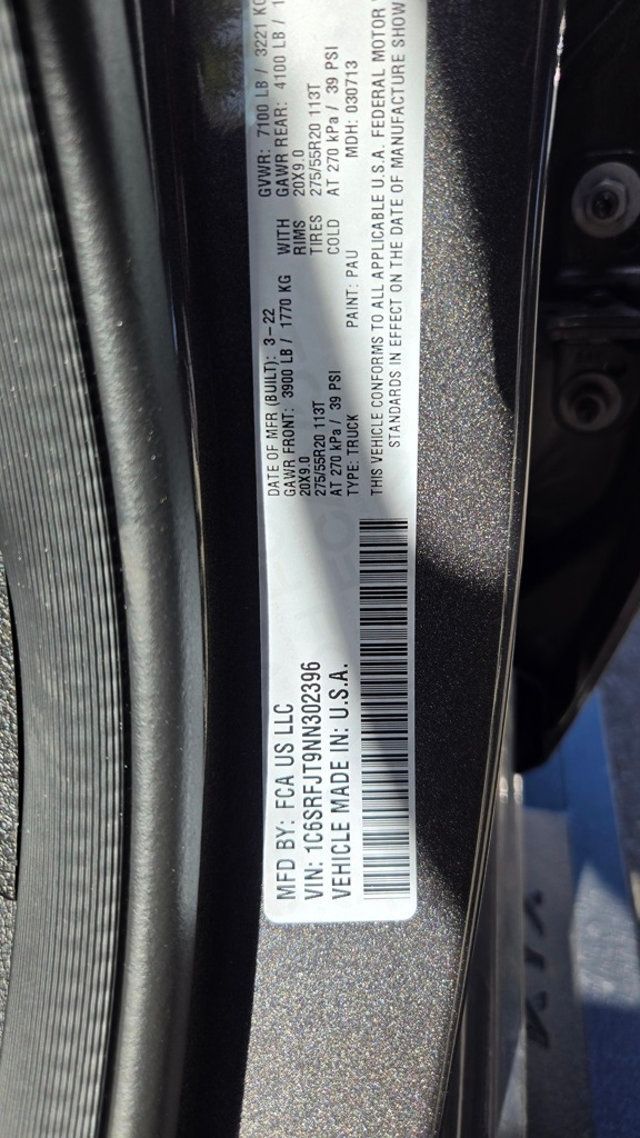 MFD BY: FCA US LLC
VIN: 1C6SRFJT9NN302396
VEHICLE MADE IN: U.S.A.
DATE OF MFR (BUILT): 3-22
GAWR FRONT: 3900 LB / 1770 KG
20X9.0
275/55R20 113T
AT 270 kPa / 39 PSI
TYPE: TRUCK
GVWR: 7100 LB / 3221 KG
GAWR REAR: 4100 LB /
WITH 20X9.0
RIMS
TIRES 275/55R20 113T
COLD AT 270 kPa / 39 PSI
PAINT: PAU MDH: 030713
THIS VEHICLE CONFORMS TO ALL APPLICABLE U.S.A. FEDERAL MOTOR
STANDARDS IN EFFECT ON THE DATE OF MANUFACTURE SHOW